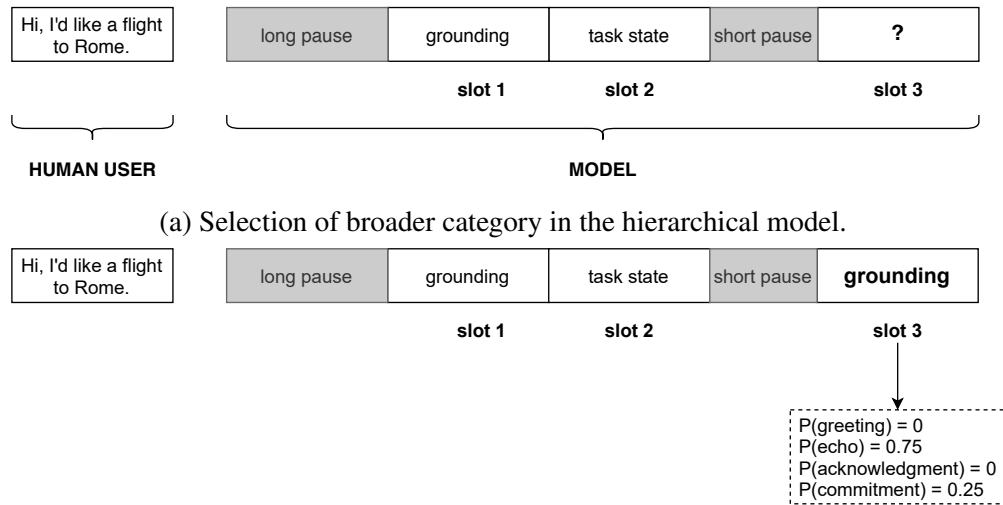 Hi, I'd like a flight
to Rome.
long pause
grounding
task state
short pause
?
slot 1
slot 2
slot 3
HUMAN USER
MODEL
(a) Selection of broader category in the hierarchical model.
Hi, I'd like a flight
to Rome.
long pause
grounding
task state
short pause
grounding
slot 1
slot 2
slot 3
P(greeting) = 0
P(echo) = 0.75
P(acknowledgment) = 0
P(commitment) = 0.25